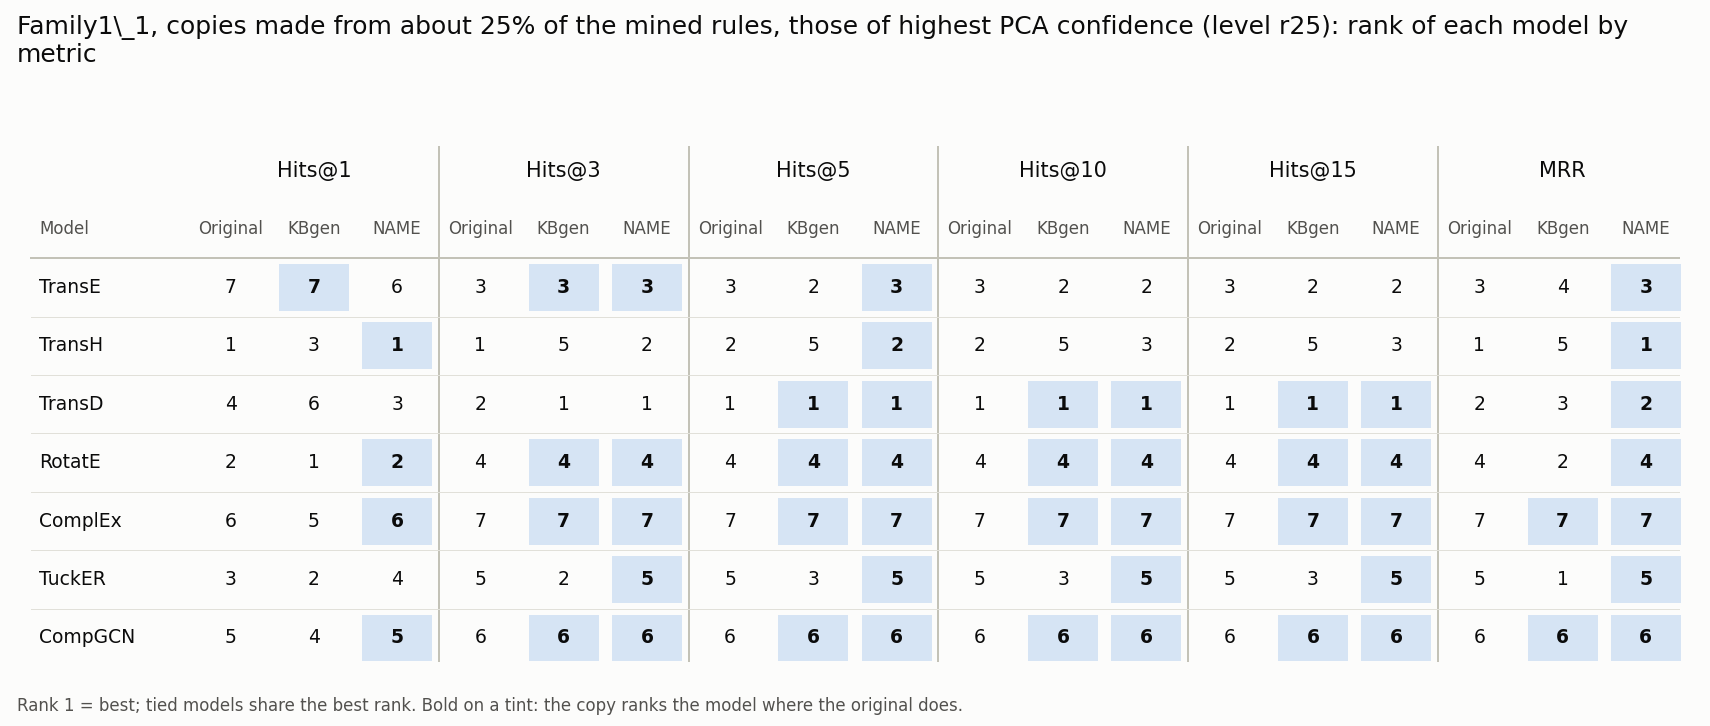 Family1\_1, copies made from about 25% of the mined rules, those of highest PCA confidence (level r25): rank of each model by
metric
Hits@1 Hits@3 Hits@5 Hits@10 Hits@15 MRR
Model Original KBgen NAME Original KBgen NAME Original KBgen NAME Original KBgen NAME Original KBgen NAME Original KBgen NAME
TransE 7 7 6 3 3 3 3 2 3 3 2 2 3 2 2 3 4 3
TransH 1 3 1 1 5 2 2 5 2 2 5 3 2 5 3 1 5 1
TransD 4 6 3 2 1 1 1 1 1 1 1 1 1 1 1 2 3 2
RotatE 2 1 2 4 4 4 4 4 4 4 4 4 4 4 4 4 2 4
ComplEx 6 5 6 7 7 7 7 7 7 7 7 7 7 7 7 7 7 7
TuckER 3 2 4 5 2 5 5 3 5 5 3 5 5 3 5 5 1 5
CompGCN 5 4 5 6 6 6 6 6 6 6 6 6 6 6 6 6 6 6
Rank 1 = best; tied models share the best rank. Bold on a tint: the copy ranks the model where the original does.